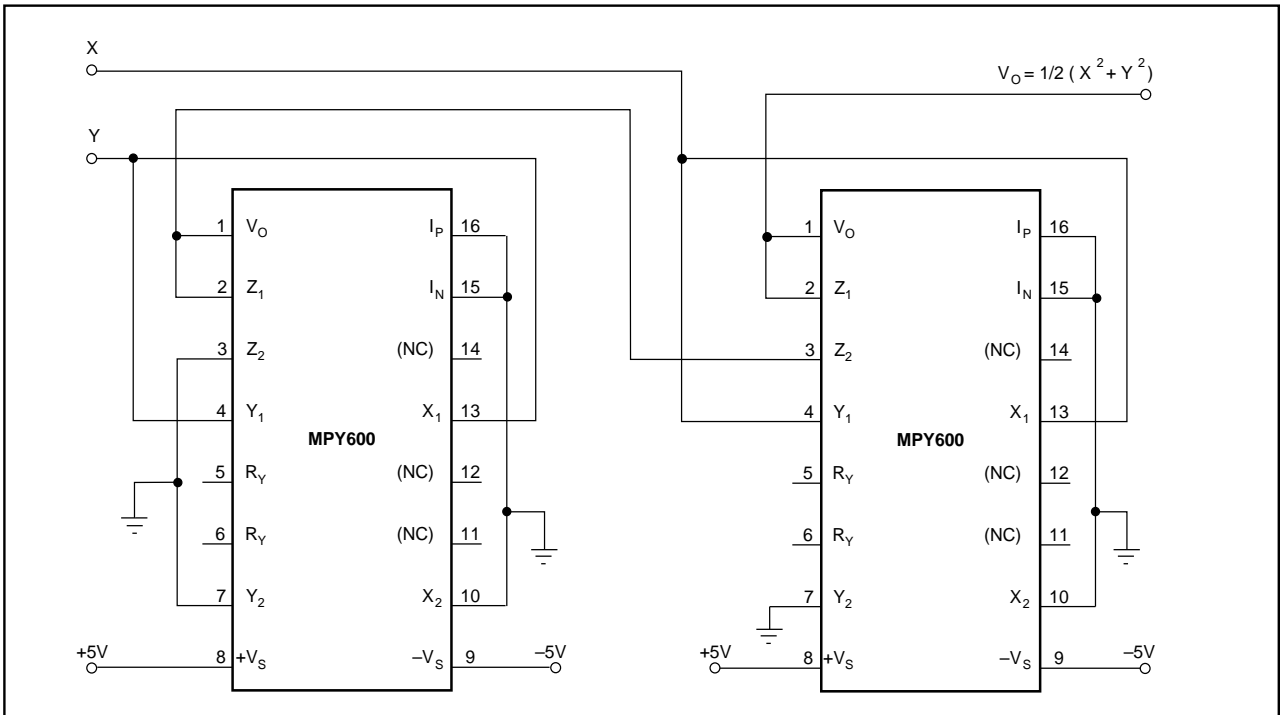 X
V_O = 1/2 ( X^2 + Y^2 )
Y
1 V_O I_P 16
2 Z_1 I_N 15
3 Z_2 (NC) 14
4 Y_1 X_1 13
MPY600
5 R_Y (NC) 12
6 R_Y (NC) 11
7 Y_2 X_2 10
+5V 8 +V_S –V_S 9 –5V
1 V_O I_P 16
2 Z_1 I_N 15
3 Z_2 (NC) 14
4 Y_1 X_1 13
MPY600
5 R_Y (NC) 12
6 R_Y (NC) 11
7 Y_2 X_2 10
+5V 8 +V_S –V_S 9 –5V